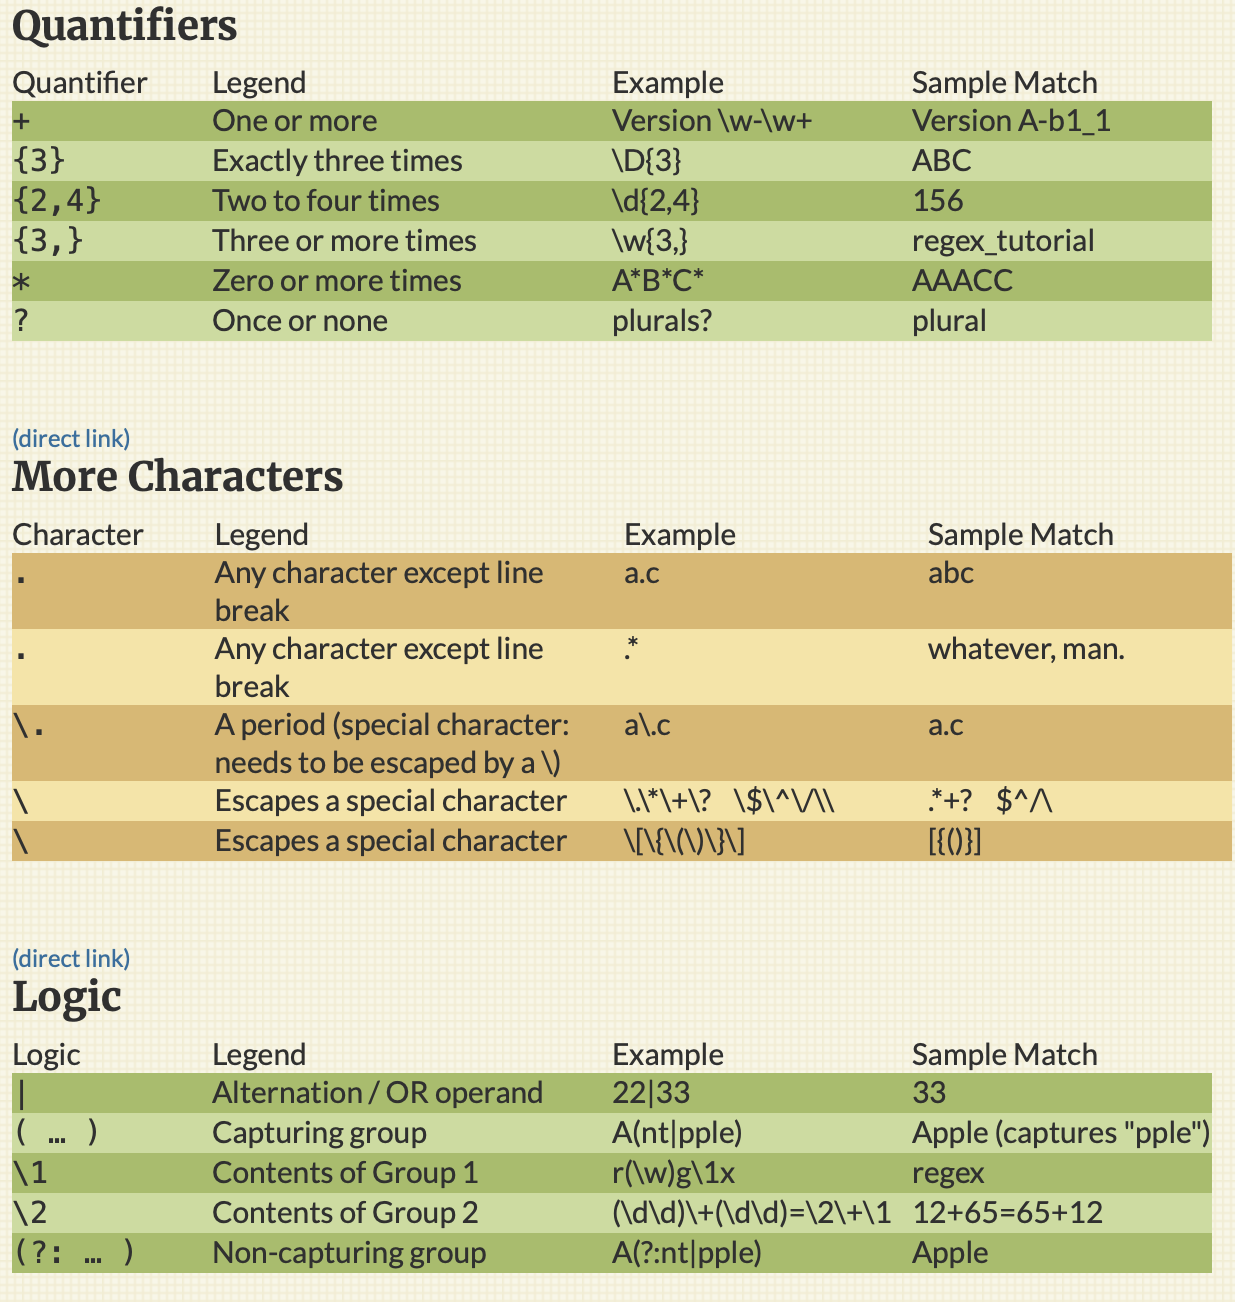 Quantifiers
Quantifier Legend Example Sample Match
+ One or more Version \w-\w+ Version A-b1_1
{3} Exactly three times \D{3} ABC
{2,4} Two to four times \d{2,4} 156
{3,} Three or more times \w{3,} regex_tutorial
* Zero or more times A*B*C* AAACC
? Once or none plurals? plural
(direct link)
More Characters
Character Legend Example Sample Match
. Any character except line a.c abc
break
. Any character except line .* whatever, man.
break
\. A period (special character: a\.c a.c
needs to be escaped by a \)
\ Escapes a special character \.\*\+\? \$\^\/\\ .*+? $^/\
\ Escapes a special character \[\{\(\)\}\] [{()}]
(direct link)
Logic
Logic Legend Example Sample Match
| Alternation / OR operand 22|33 33
( … ) Capturing group A(nt|pple) Apple (captures "pple")
\1 Contents of Group 1 r(\w)g\1x regex
\2 Contents of Group 2 (\d\d)\+(\d\d)=\2\+\1 12+65=65+12
(?: … ) Non-capturing group A(?:nt|pple) Apple